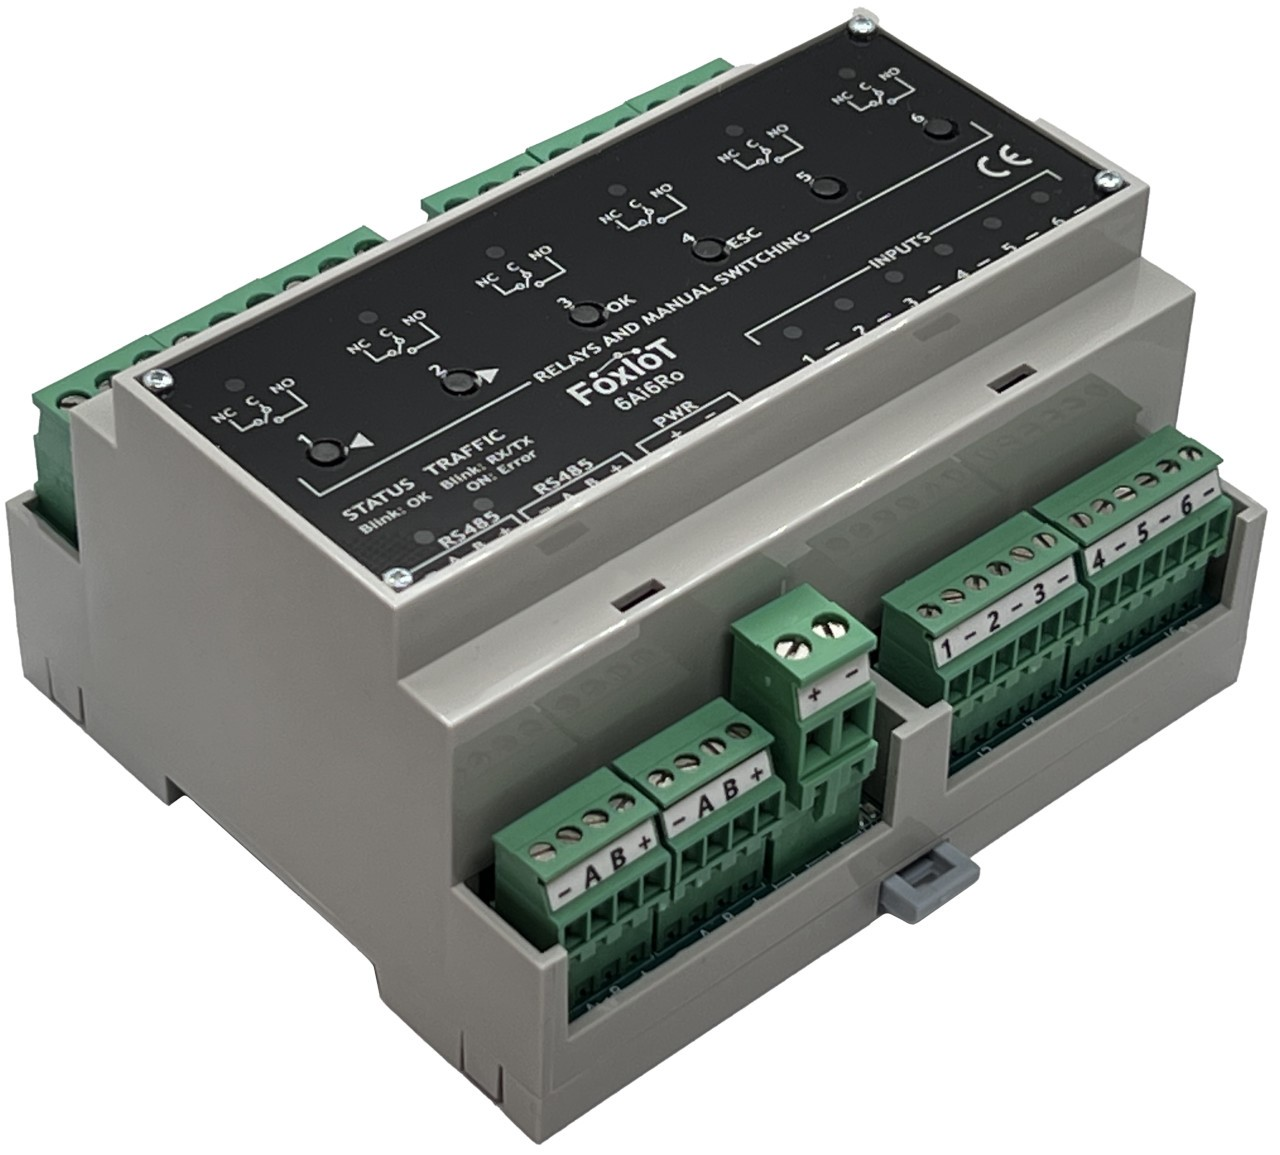 NC C NO
6
NC C NO
5
NC C NO
4 ESC
NC C NO
3 OK
NC C NO
2
NC C NO
1
RELAYS AND MANUAL SWITCHING
CE
INPUTS
1 - 2 - 3 - 4 - 5 - 6 -
FoxIoT
6Ai6Ro
STATUS TRAFFIC
Blink: OK Blink: RX/TX
ON: Error
PWR
+ -
RS485
- A B +
RS485
- A B +
- A B +
- A B +
+ -
1 - 2 - 3 -
4 - 5 - 6 -